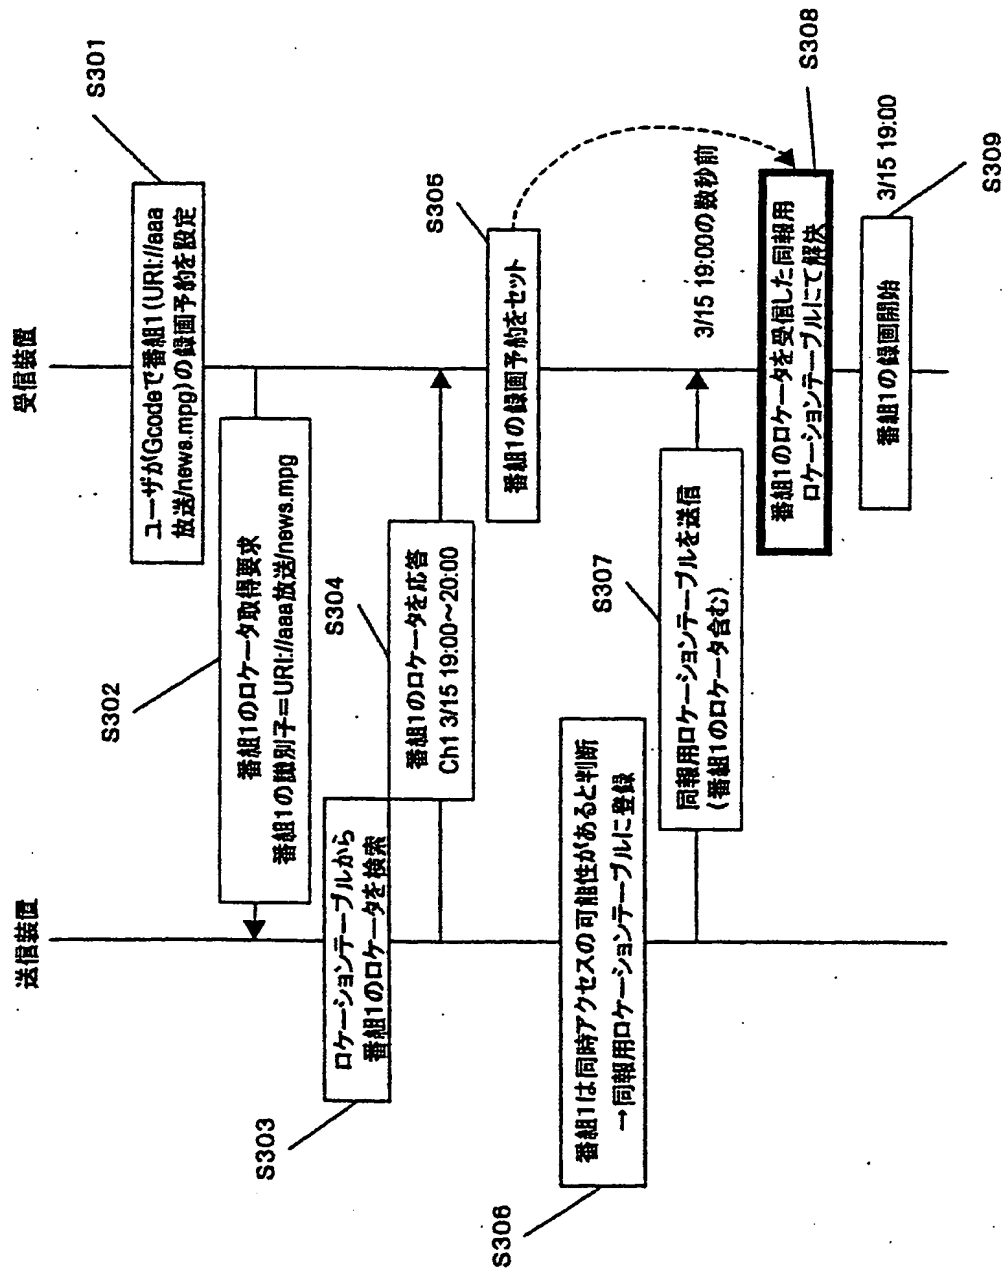 送信装置
受信装置
S301
ユーザがGcodeで番組1(URI://aaa
放送/news.mpg)の録画予約を設定
S302
番組1のロケータ取得要求
番組1の識別子=URI://aaa放送/news.mpg
S303
ロケーションテーブルから
番組1のロケータを検索
S304
番組1のロケータを応答
Ch1 3/15 19:00~20:00
S305
番組1の録画予約をセット
S306
番組1は同時アクセスの可能性があると判断
→同報用ロケーションテーブルに登録
S307
同報用ロケーションテーブルを送信
(番組1のロケータ含む)
3/15 19:00の数秒前
S308
番組1のロケータを受信した同報用
ロケーションテーブルにて解決
番組1の録画開始
3/15 19:00
S309